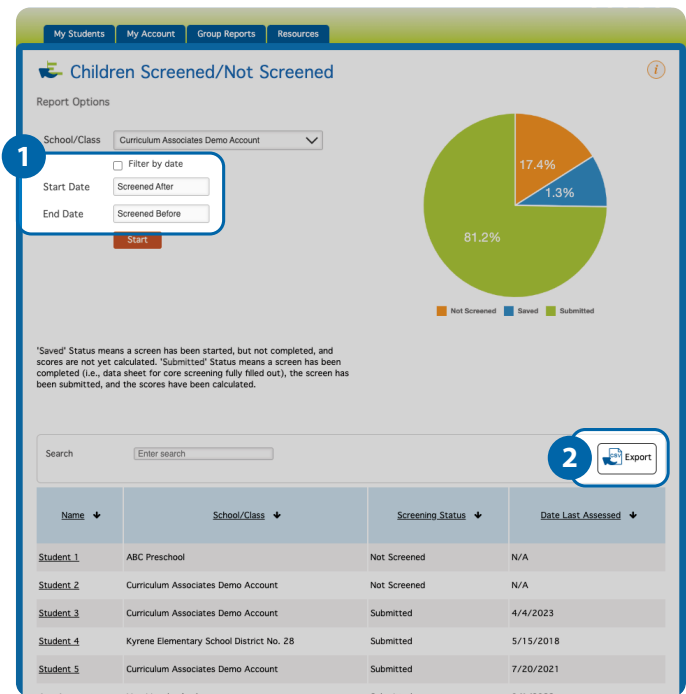 My Students My Account Group Reports Resources
Children Screened/Not Screened
i
Report Options
School/Class Curriculum Associates Demo Account
1
Filter by date
Start Date Screened After
End Date Screened Before
Start
17.4%
1.3%
81.2%
Not Screened Saved Submitted
'Saved' Status means a screen has been started, but not completed, and
scores are not yet calculated. 'Submitted' Status means a screen has been
completed (i.e., data sheet for core screening fully filled out), the screen has
been submitted, and the scores have been calculated.
Search Enter search
2
CSV Export
Name School/Class Screening Status Date Last Assessed
Student 1 ABC Preschool Not Screened N/A
Student 2 Curriculum Associates Demo Account Not Screened N/A
Student 3 Curriculum Associates Demo Account Submitted 4/4/2023
Student 4 Kyrene Elementary School District No. 28 Submitted 5/15/2018
Student 5 Curriculum Associates Demo Account Submitted 7/20/2021